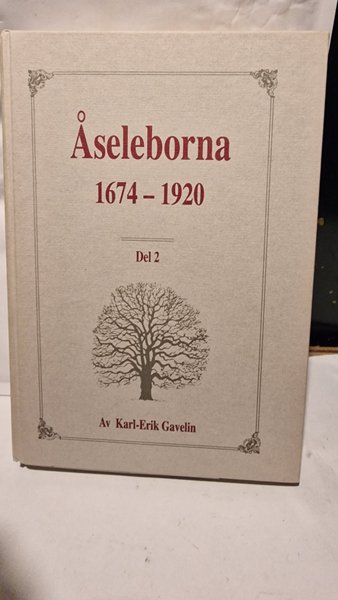 Åseleborna
1674 – 1920
Del 2
Av Karl-Erik Gavelin